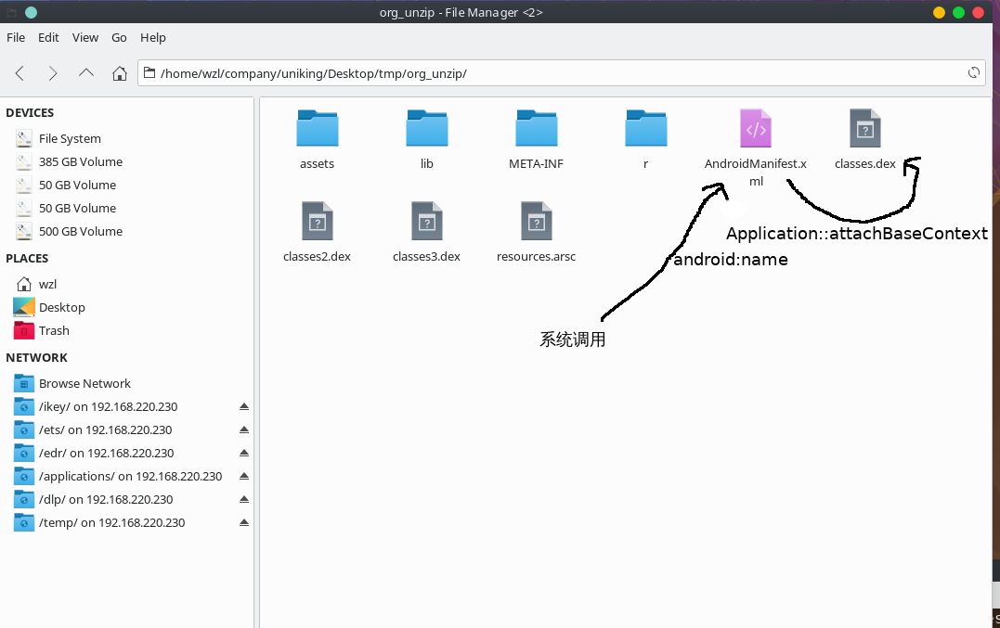 org_unzip - File Manager <2>
File Edit View Go Help
/home/wzl/company/uniking/Desktop/tmp/org_unzip/
DEVICES
File System
385 GB Volume
50 GB Volume
50 GB Volume
500 GB Volume
PLACES
wzl
Desktop
Trash
NETWORK
Browse Network
/ikey/ on 192.168.220.230
/ets/ on 192.168.220.230
/edr/ on 192.168.220.230
/applications/ on 192.168.220.230
/dlp/ on 192.168.220.230
/temp/ on 192.168.220.230
assets
lib
META-INF
r
AndroidManifest.x
ml
classes.dex
classes2.dex
classes3.dex
resources.arsc
Application::attachBaseContext
android:name
系统调用